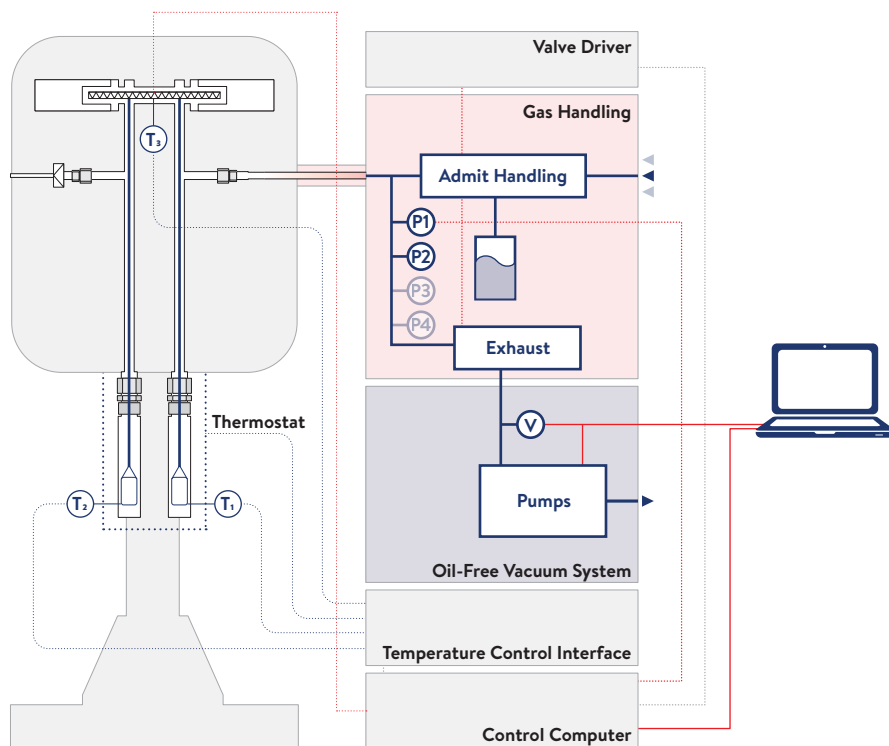 Valve Driver
Gas Handling
T₃
Admit Handling
P1
P2
P3
P4
Exhaust
Thermostat
V
T₂
T₁
Pumps
Oil-Free Vacuum System
Temperature Control Interface
Control Computer